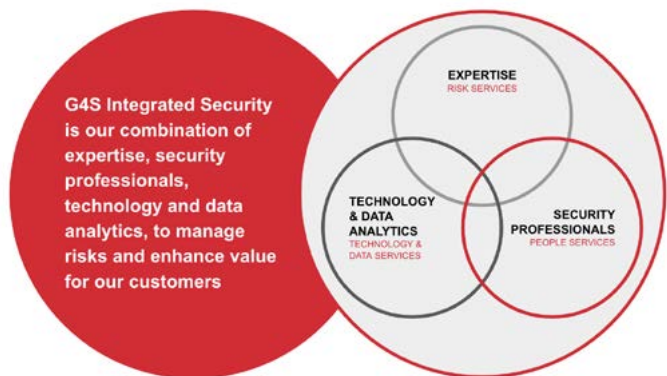 G4S Integrated Security
is our combination of
expertise, security
professionals,
technology and data
analytics, to manage
risks and enhance value
for our customers
EXPERTISE
RISK SERVICES
TECHNOLOGY
& DATA
ANALYTICS
TECHNOLOGY &
DATA SERVICES
SECURITY
PROFESSIONALS
PEOPLE SERVICES